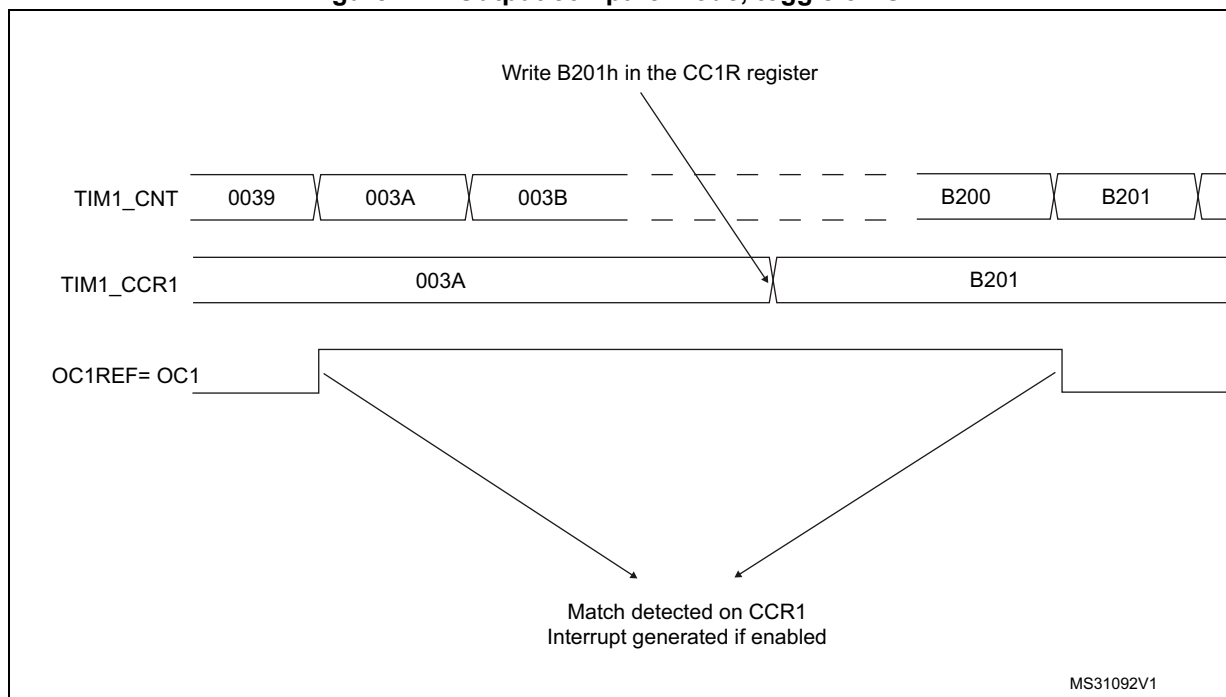 Write B201h in the CC1R register
TIM1_CNT 0039 003A 003B B200 B201
TIM1_CCR1 003A B201
OC1REF= OC1
Match detected on CCR1
Interrupt generated if enabled
MS31092V1